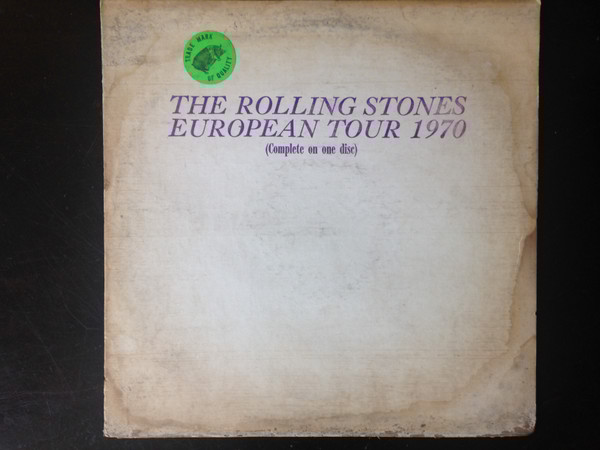 TRADE MARK
OF QUALITY
THE ROLLING STONES
EUROPEAN TOUR 1970
(Complete on one disc)